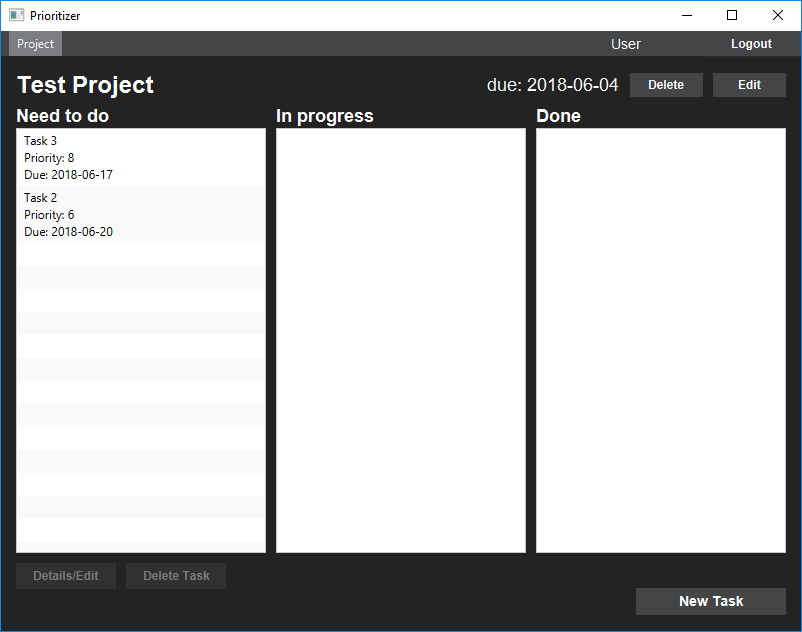 Prioritizer
Project
User
Logout
Test Project
due: 2018-06-04
Delete
Edit
Need to do
In progress
Done
Task 3
Priority: 8
Due: 2018-06-17
Task 2
Priority: 6
Due: 2018-06-20
Details/Edit
Delete Task
New Task